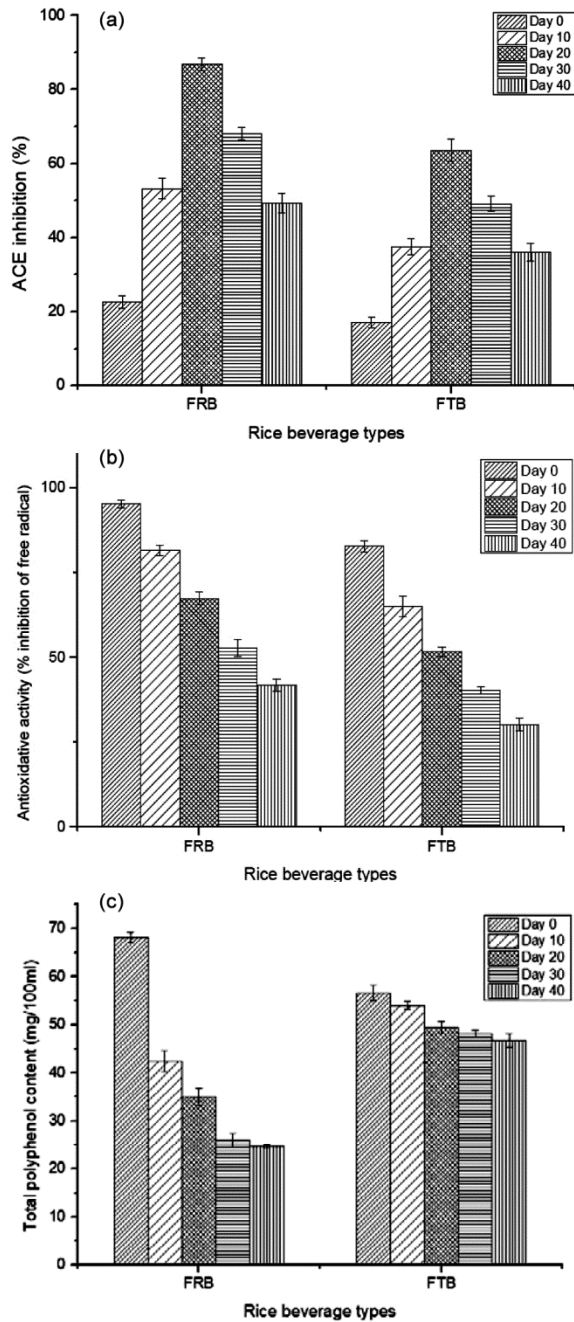 (a)
100
80
60
40
20
0
ACE inhibition (%)
Day 0
Day 10
Day 20
Day 30
Day 40
FRB
FTB
Rice beverage types
(b)
100
50
0
Antioxidative activity (% inhibition of free radical)
Day 0
Day 10
Day 20
Day 30
Day 40
FRB
FTB
Rice beverage types
(c)
70
60
50
40
30
20
10
0
Total polyphenol content (mg/100ml)
Day 0
Day 10
Day 20
Day 30
Day 40
FRB
FTB
Rice beverage types